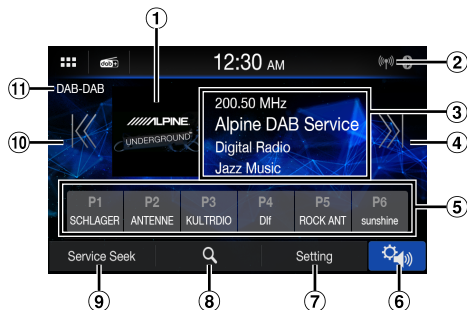 1
dab+
12:30 AM
2
11
DAB-DAB
200.50 MHz
Alpine DAB Service
Digital Radio
Jazz Music
3
ALPINE
UNDERGROUND
10
4
P1 P2 P3 P4 P5 P6
SCHLAGER ANTENNE KULTRDIO Dlf ROCK ANT sunshine
5
Service Seek Setting
9 8 7 6